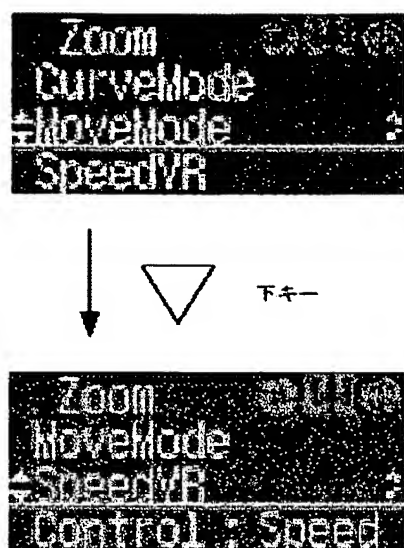 Zoom
CurveMode
MoveMode
SpeedVR
下キー
Zoom
MoveMode
SpeedVR
Control : Speed